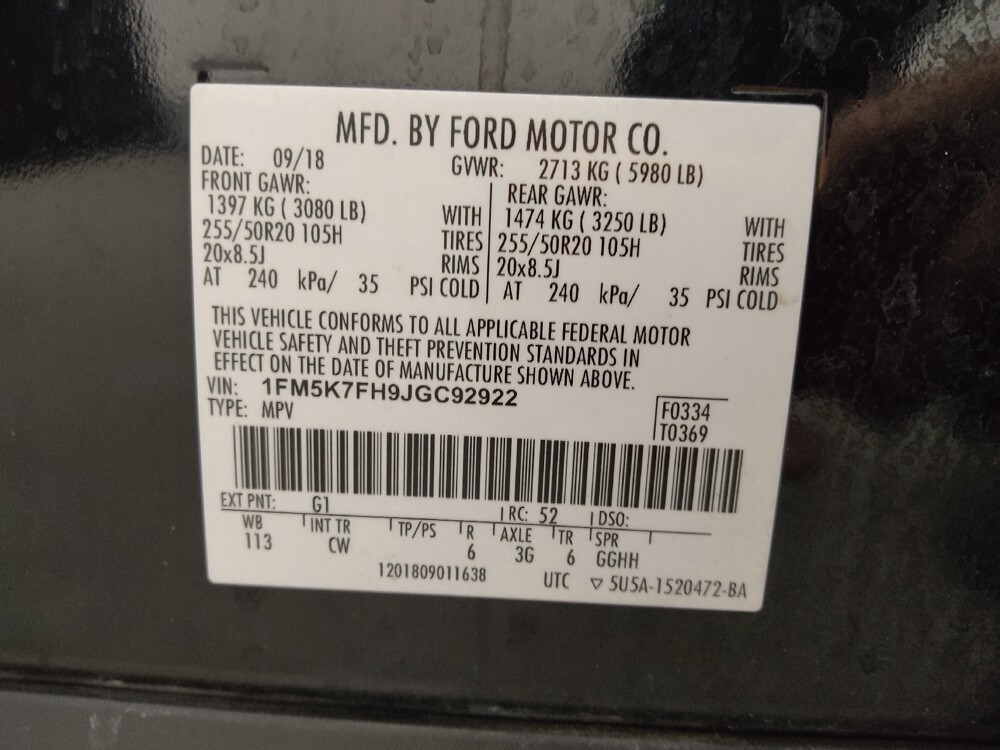 MFD. BY FORD MOTOR CO.
DATE: 09/18 GVWR: 2713 KG ( 5980 LB)
FRONT GAWR: REAR GAWR:
1397 KG ( 3080 LB) WITH 1474 KG ( 3250 LB) WITH
255/50R20 105H TIRES 255/50R20 105H TIRES
20x8.5J RIMS 20x8.5J RIMS
AT 240 kPa/ 35 PSI COLD AT 240 kPa/ 35 PSI COLD
THIS VEHICLE CONFORMS TO ALL APPLICABLE FEDERAL MOTOR
VEHICLE SAFETY AND THEFT PREVENTION STANDARDS IN
EFFECT ON THE DATE OF MANUFACTURE SHOWN ABOVE.
VIN: 1FM5K7FH9JGC92922
TYPE: MPV F0334
T0369
EXT PNT: G1 RC: 52 DSO:
WB INT TR TP/PS R AXLE TR SPR
113 CW 6 3G 6 GGHH
1201809011638 UTC ▽ 5U5A-1520472-BA